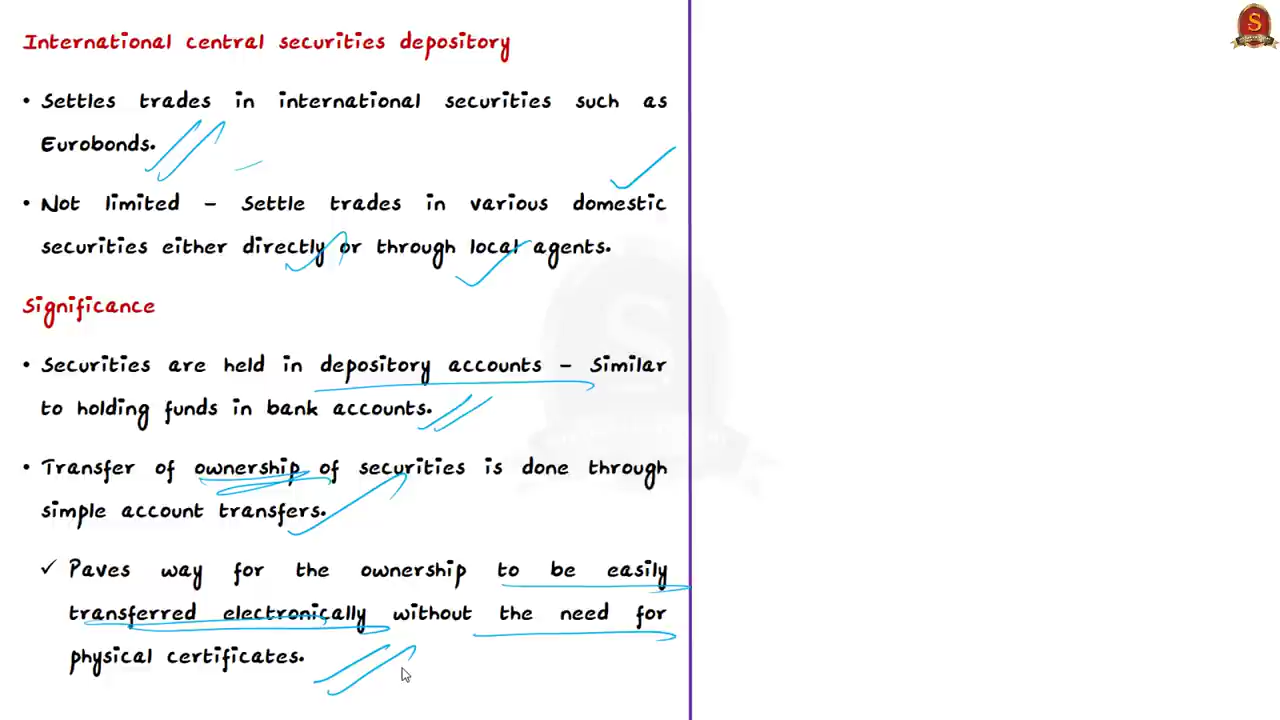 International central securities depository
• Settles trades in international securities such as
Eurobonds.
• Not limited – Settle trades in various domestic
securities either directly or through local agents.
Significance
• Securities are held in depository accounts – Similar
to holding funds in bank accounts.
• Transfer of ownership of securities is done through
simple account transfers.
✓ Paves way for the ownership to be easily
transferred electronically without the need for
physical certificates.
S